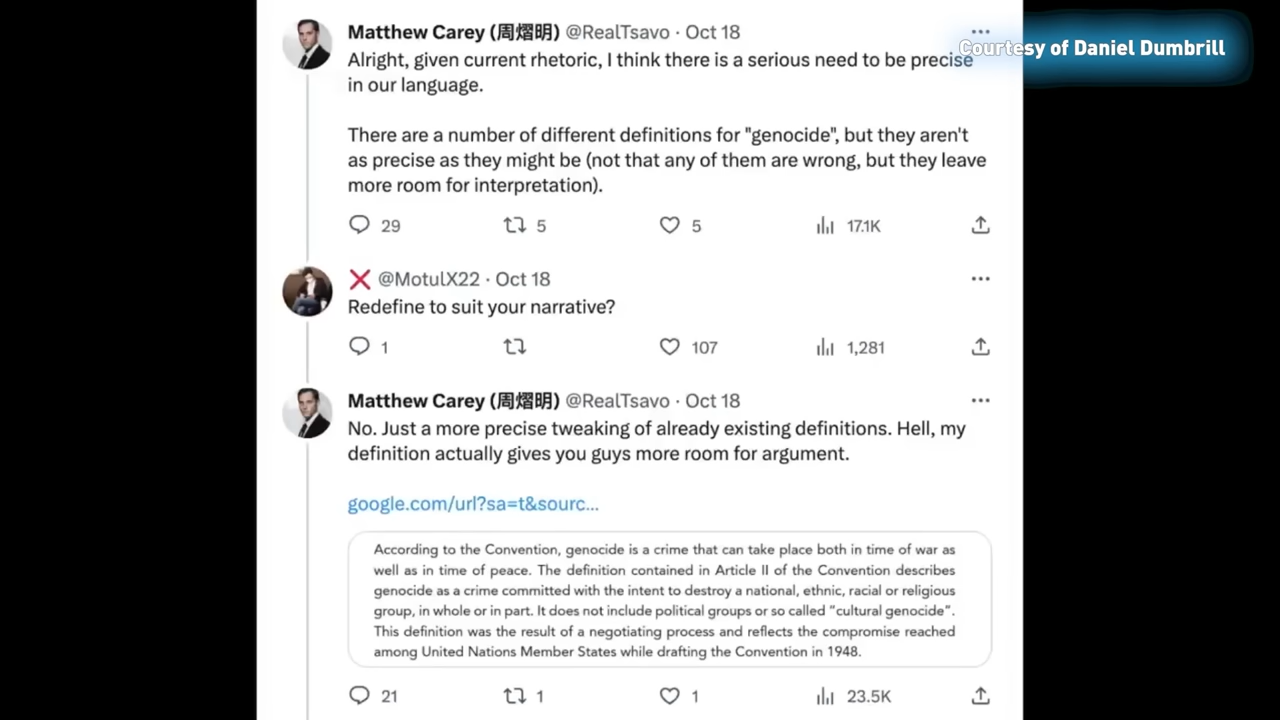 Matthew Carey (周熠明) @RealTsavo · Oct 18
Courtesy of Daniel Dumbrill
Alright, given current rhetoric, I think there is a serious need to be precise
in our language.
There are a number of different definitions for "genocide", but they aren't
as precise as they might be (not that any of them are wrong, but they leave
more room for interpretation).
29 5 5 17.1K
@MotulX22 · Oct 18
Redefine to suit your narrative?
1 107 1,281
Matthew Carey (周熠明) @RealTsavo · Oct 18
No. Just a more precise tweaking of already existing definitions. Hell, my
definition actually gives you guys more room for argument.
google.com/url?sa=t&sourc...
According to the Convention, genocide is a crime that can take place both in time of war as
well as in time of peace. The definition contained in Article II of the Convention describes
genocide as a crime committed with the intent to destroy a national, ethnic, racial or religious
group, in whole or in part. It does not include political groups or so called “cultural genocide”.
This definition was the result of a negotiating process and reflects the compromise reached
among United Nations Member States while drafting the Convention in 1948.
21 1 1 23.5K